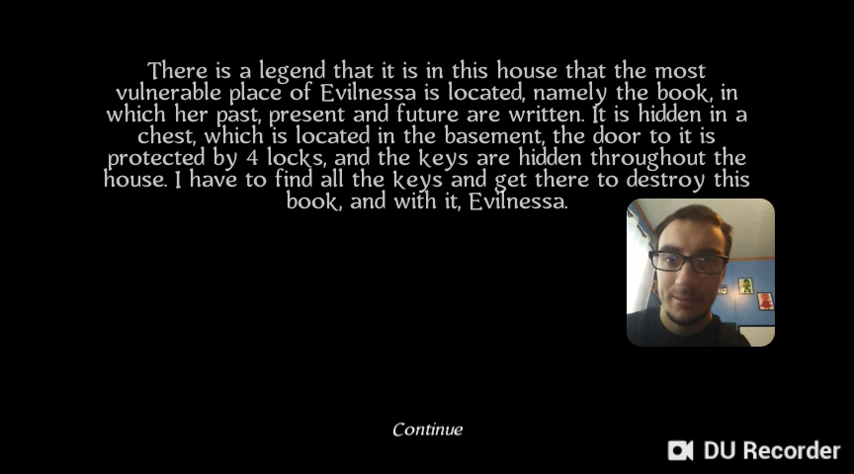 There is a legend that it is in this house that the most
vulnerable place of Evilnessa is located, namely the book, in
which her past, present and future are written. It is hidden in a
chest, which is located in the basement, the door to it is
protected by 4 locks, and the keys are hidden throughout the
house. I have to find all the keys and get there to destroy this
book, and with it, Evilnessa.
Continue
DU Recorder